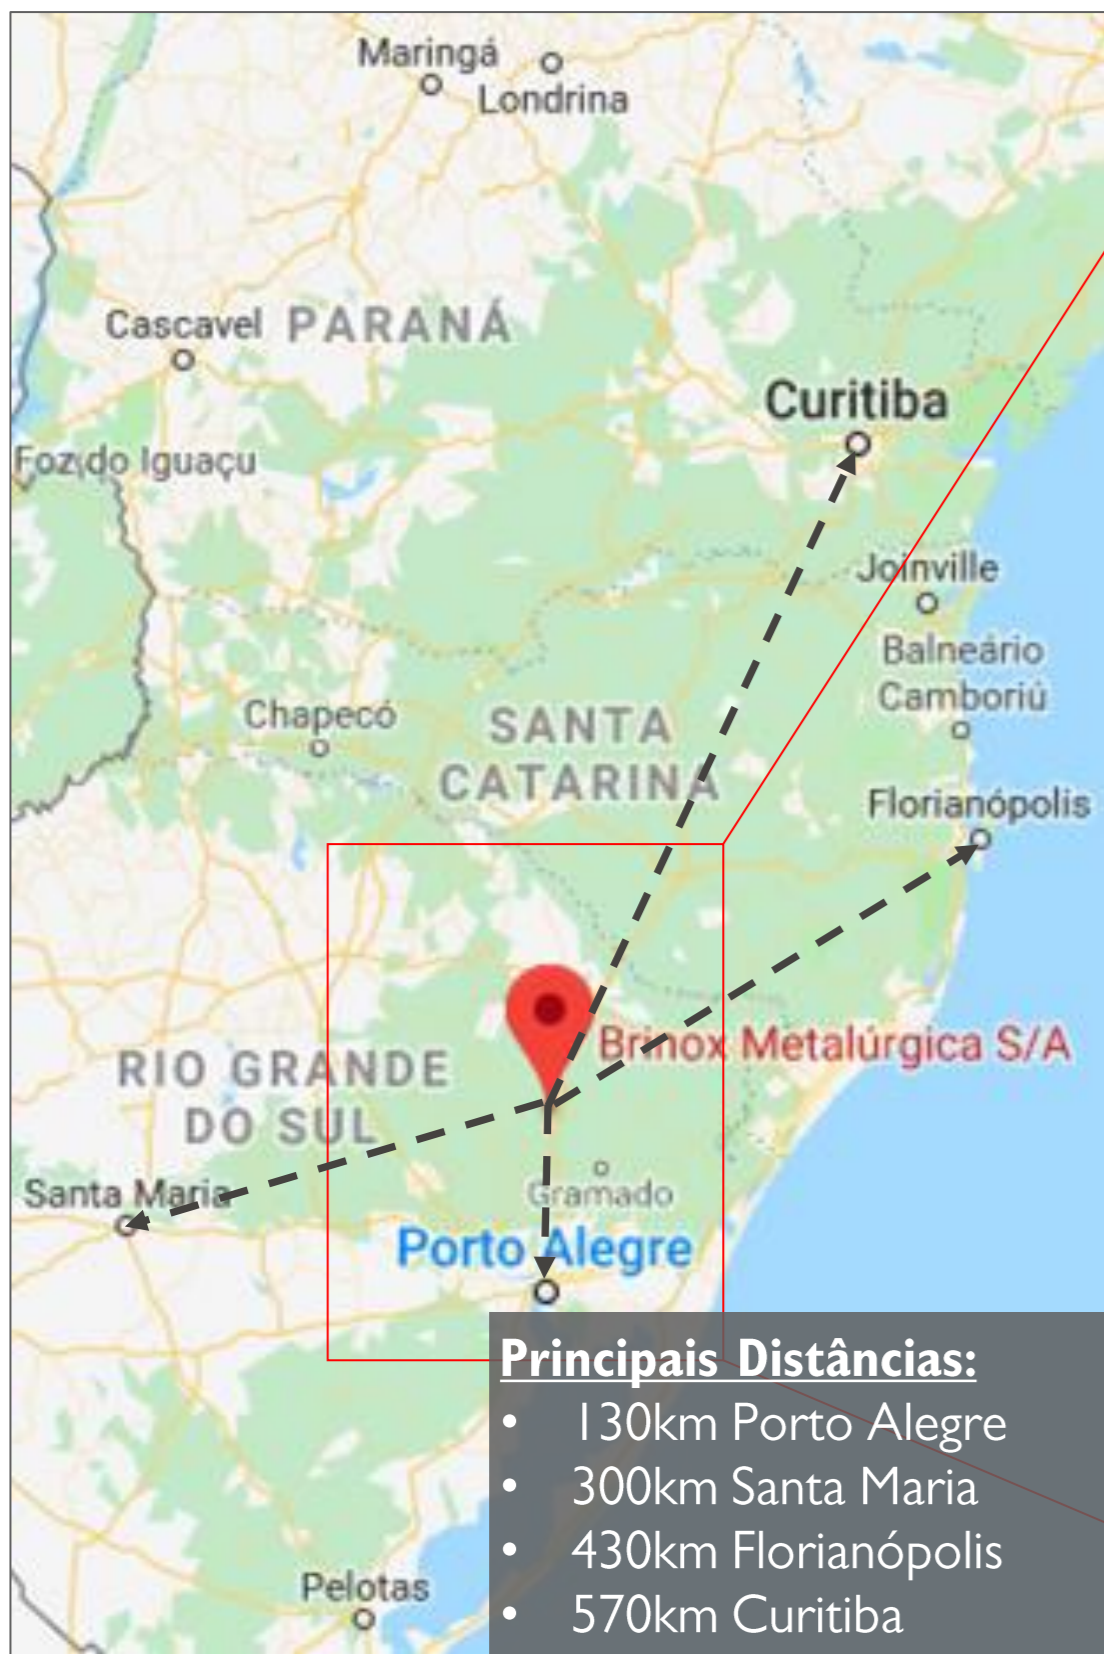 Maringá
Londrina
Cascavel
PARANÁ
Curitiba
Foz do Iguaçu
Joinville
Balneário
Camboriú
Chapecó
SANTA
CATARINA
Florianópolis
Brinox Metalúrgica S/A
RIO GRANDE
DO SUL
Santa Maria
Gramado
Porto Alegre
Principais Distâncias:
• 130km Porto Alegre
• 300km Santa Maria
• 430km Florianópolis
• 570km Curitiba
Pelotas